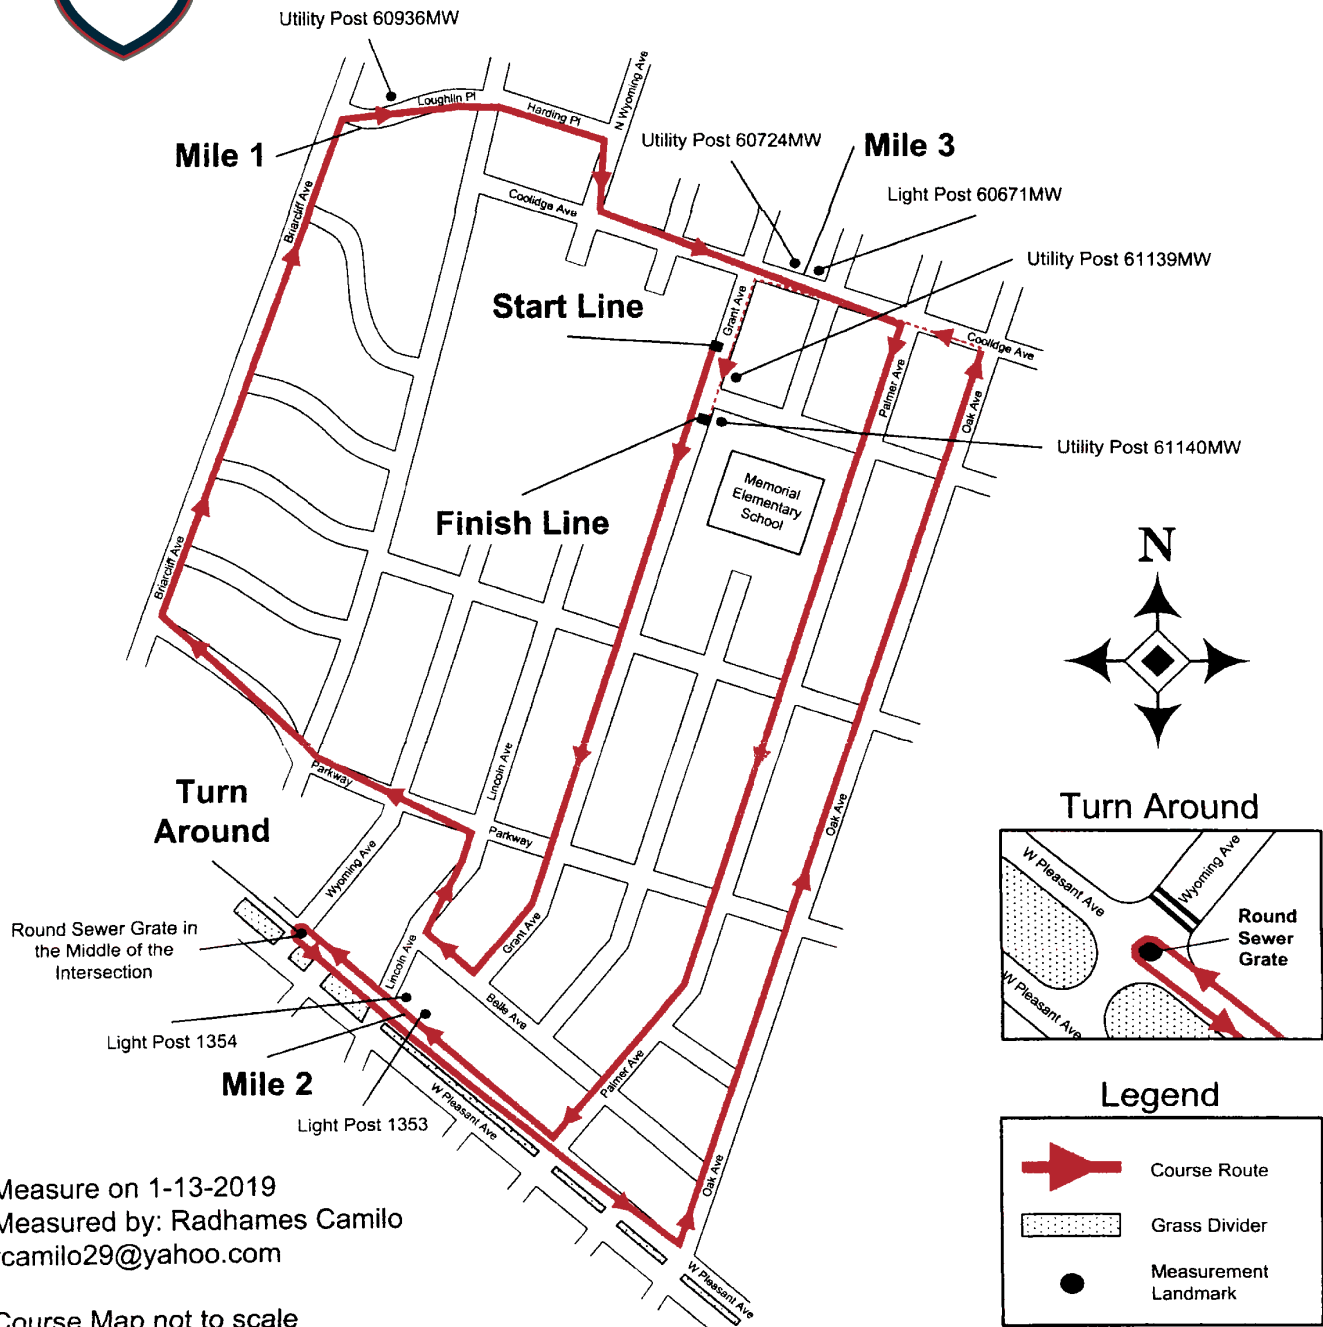 Utility Post 60936MW
N Wyoming Ave
Loughlin Pl
Harding Pl
Mile 1
Utility Post 60724MW
Mile 3
Light Post 60671MW
Coolidge Ave
Briarcliff Ave
Utility Post 61139MW
Start Line
Grant Ave
Coolidge Ave
Palmer Ave
Oak Ave
Utility Post 61140MW
Memorial
Elementary
School
Finish Line
N
Briarcliff Ave
Lincoln Ave
Parkway
Turn
Around
Parkway
Oak Ave
Wyoming Ave
Turn Around
W Pleasant Ave
Wyoming Ave
Round
Sewer
Grate
W Pleasant Ave
Round Sewer Grate in
the Middle of the
Intersection
Grant Ave
Lincoln Ave
Belle Ave
Light Post 1354
Mile 2
Palmer Ave
W Pleasant Ave
Light Post 1353
Legend
Course Route
Grass Divider
Measurement
Landmark
Oak Ave
W Pleasant Ave
Measure on 1-13-2019
Measured by: Radhames Camilo
camilo29@yahoo.com
Course Map not to scale